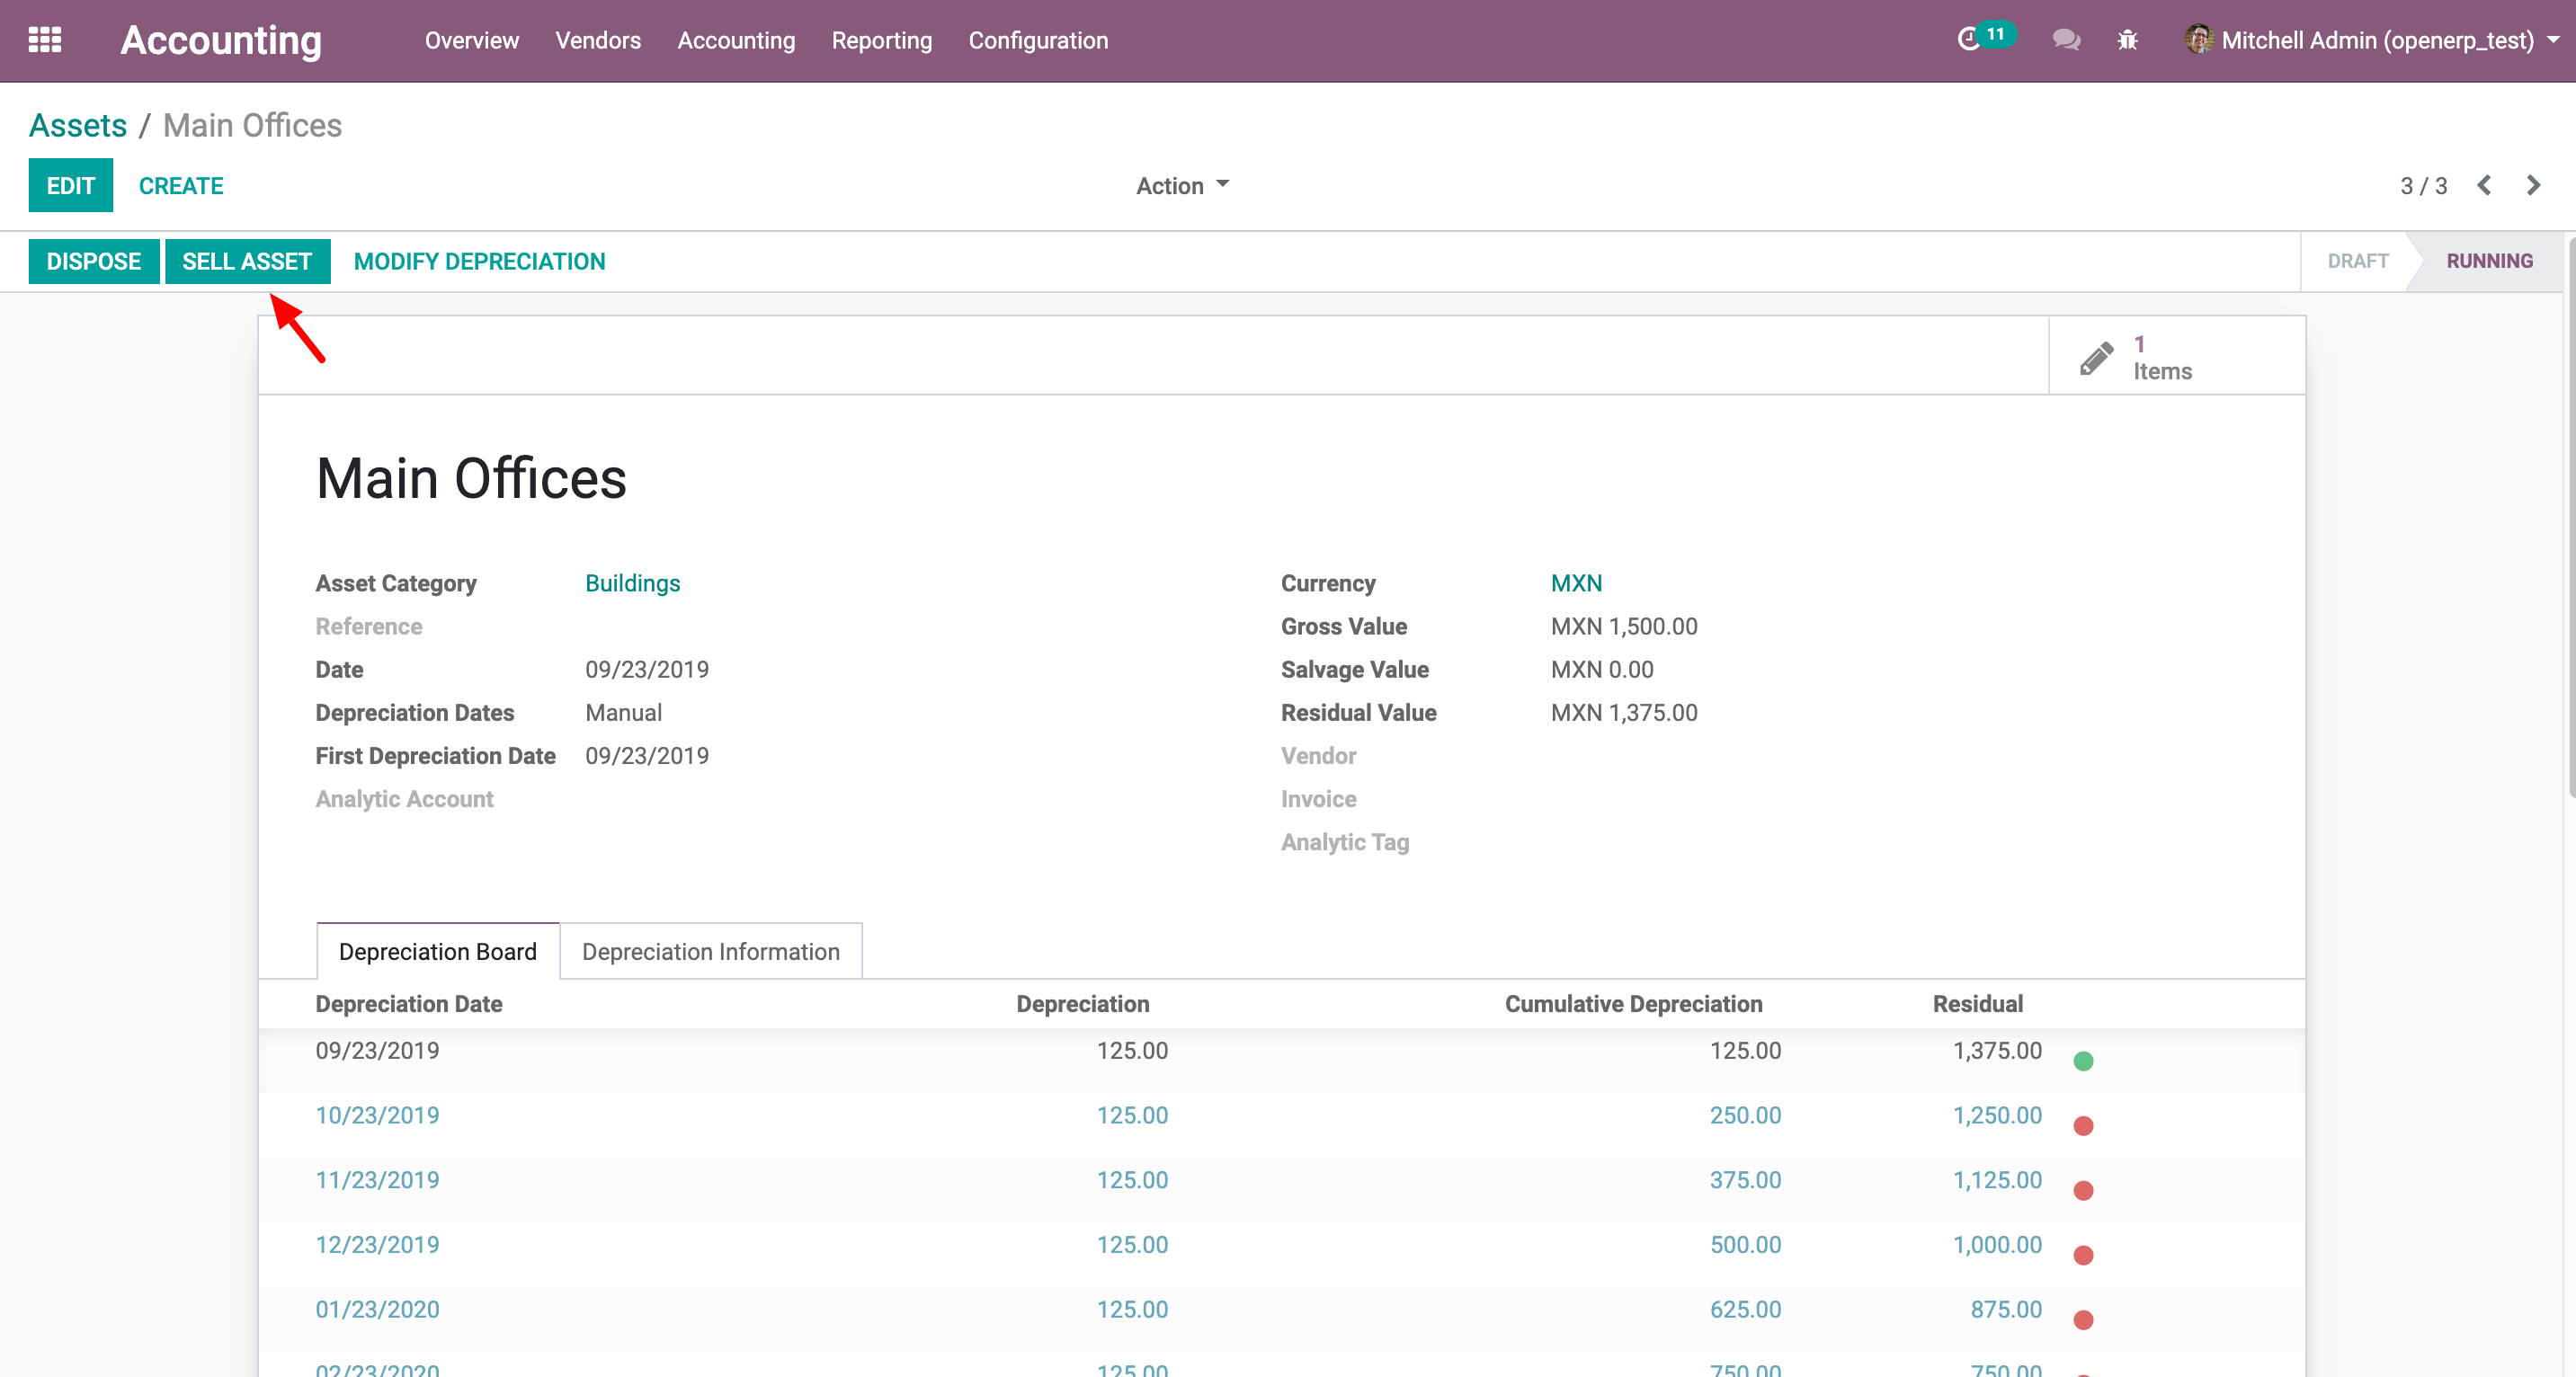 Accounting Overview Vendors Accounting Reporting Configuration 11 Mitchell Admin (openerp_test)
Assets / Main Offices
EDIT CREATE Action 3 / 3
DISPOSE SELL ASSET MODIFY DEPRECIATION DRAFT RUNNING
1
Items
Main Offices
Asset Category Buildings
Reference
Date 09/23/2019
Depreciation Dates Manual
First Depreciation Date 09/23/2019
Analytic Account
Currency MXN
Gross Value MXN 1,500.00
Salvage Value MXN 0.00
Residual Value MXN 1,375.00
Vendor
Invoice
Analytic Tag
Depreciation Board Depreciation Information
Depreciation Date Depreciation Cumulative Depreciation Residual
09/23/2019 125.00 125.00 1,375.00
10/23/2019 125.00 250.00 1,250.00
11/23/2019 125.00 375.00 1,125.00
12/23/2019 125.00 500.00 1,000.00
01/23/2020 125.00 625.00 875.00
02/23/2020 125.00 750.00 750.00